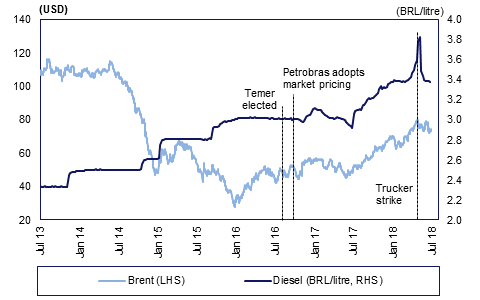 (USD)
(BRL/litre)
140
120
100
80
60
40
20
4.0
3.8
3.6
3.4
3.2
3.0
2.8
2.6
2.4
2.2
2.0
Petrobras adopts
market pricing
Temer
elected
Trucker
strike
Jul 13
Jan 14
Jul 14
Jan 15
Jul 15
Jan 16
Jul 16
Jan 17
Jul 17
Jan 18
Jul 18
Brent (LHS)
Diesel (BRL/litre, RHS)